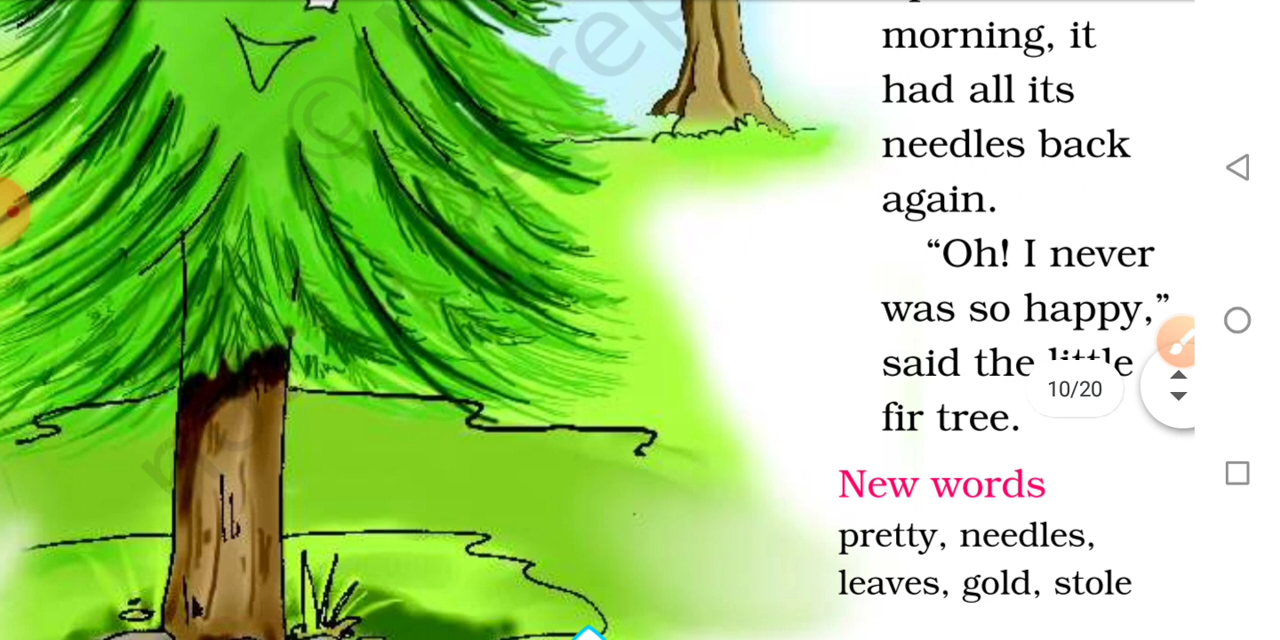 morning, it
had all its
needles back
again.
“Oh! I never
was so happy,”
said the little
10/20
fir tree.
New words
pretty, needles,
leaves, gold, stole